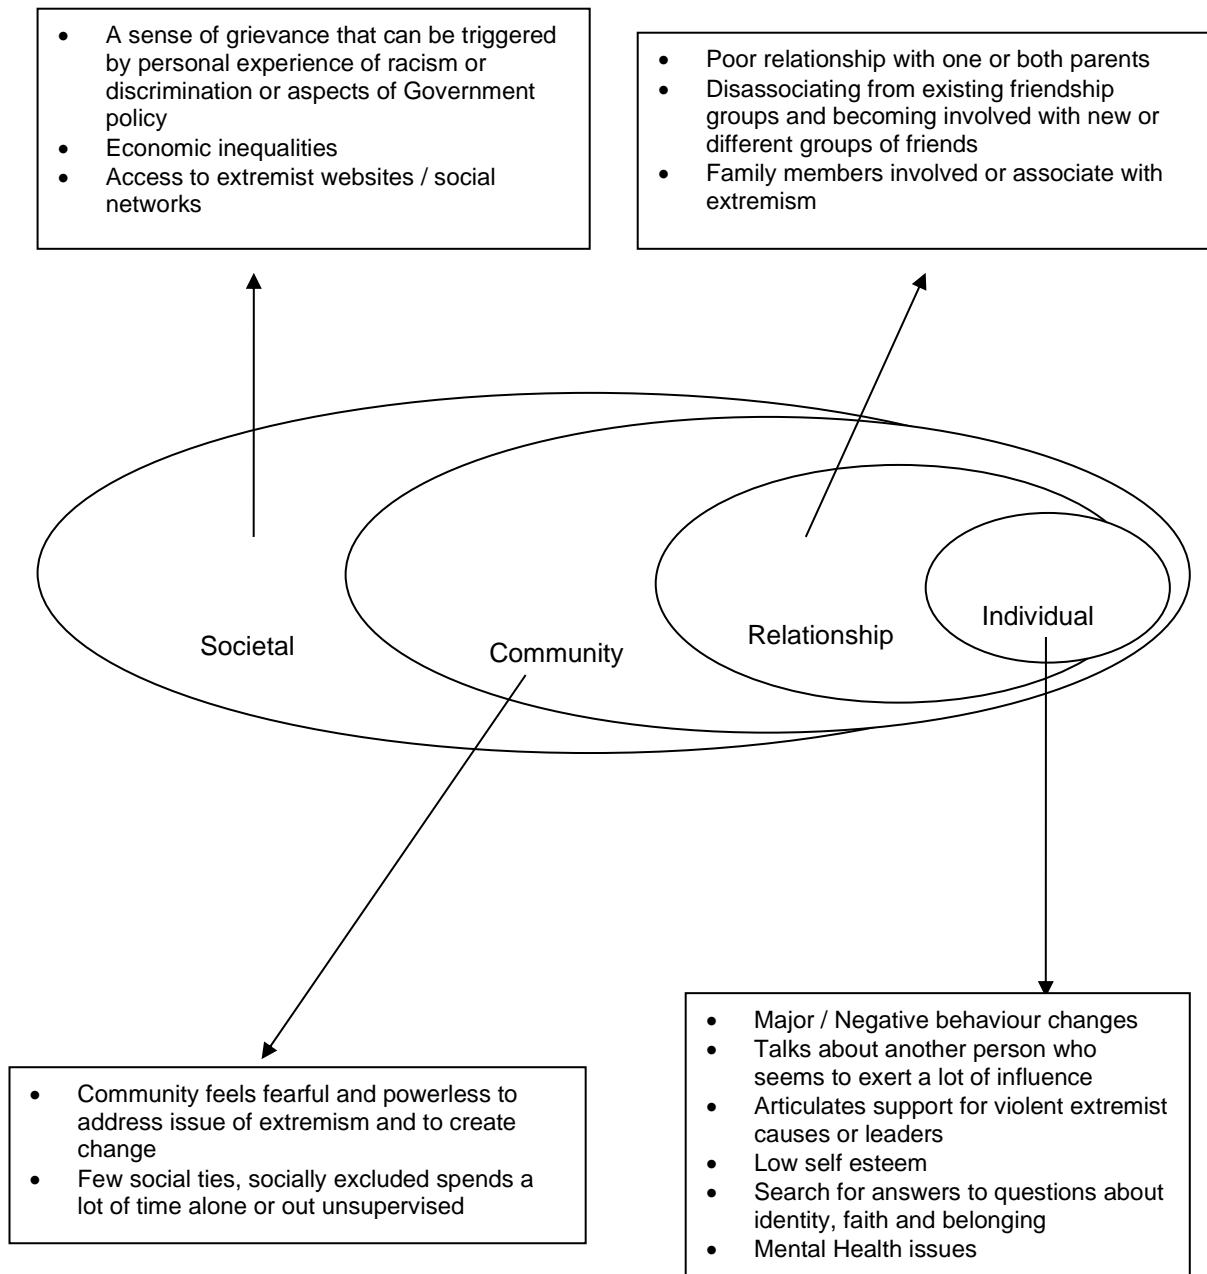 • A sense of grievance that can be triggered
by personal experience of racism or
discrimination or aspects of Government
policy
• Economic inequalities
• Access to extremist websites / social
networks
• Poor relationship with one or both parents
• Disassociating from existing friendship
groups and becoming involved with new or
different groups of friends
• Family members involved or associate with
extremism
Societal
Community
Relationship
Individual
• Community feels fearful and powerless to
address issue of extremism and to create
change
• Few social ties, socially excluded spends a
lot of time alone or out unsupervised
• Major / Negative behaviour changes
• Talks about another person who
seems to exert a lot of influence
• Articulates support for violent extremist
causes or leaders
• Low self esteem
• Search for answers to questions about
identity, faith and belonging
• Mental Health issues